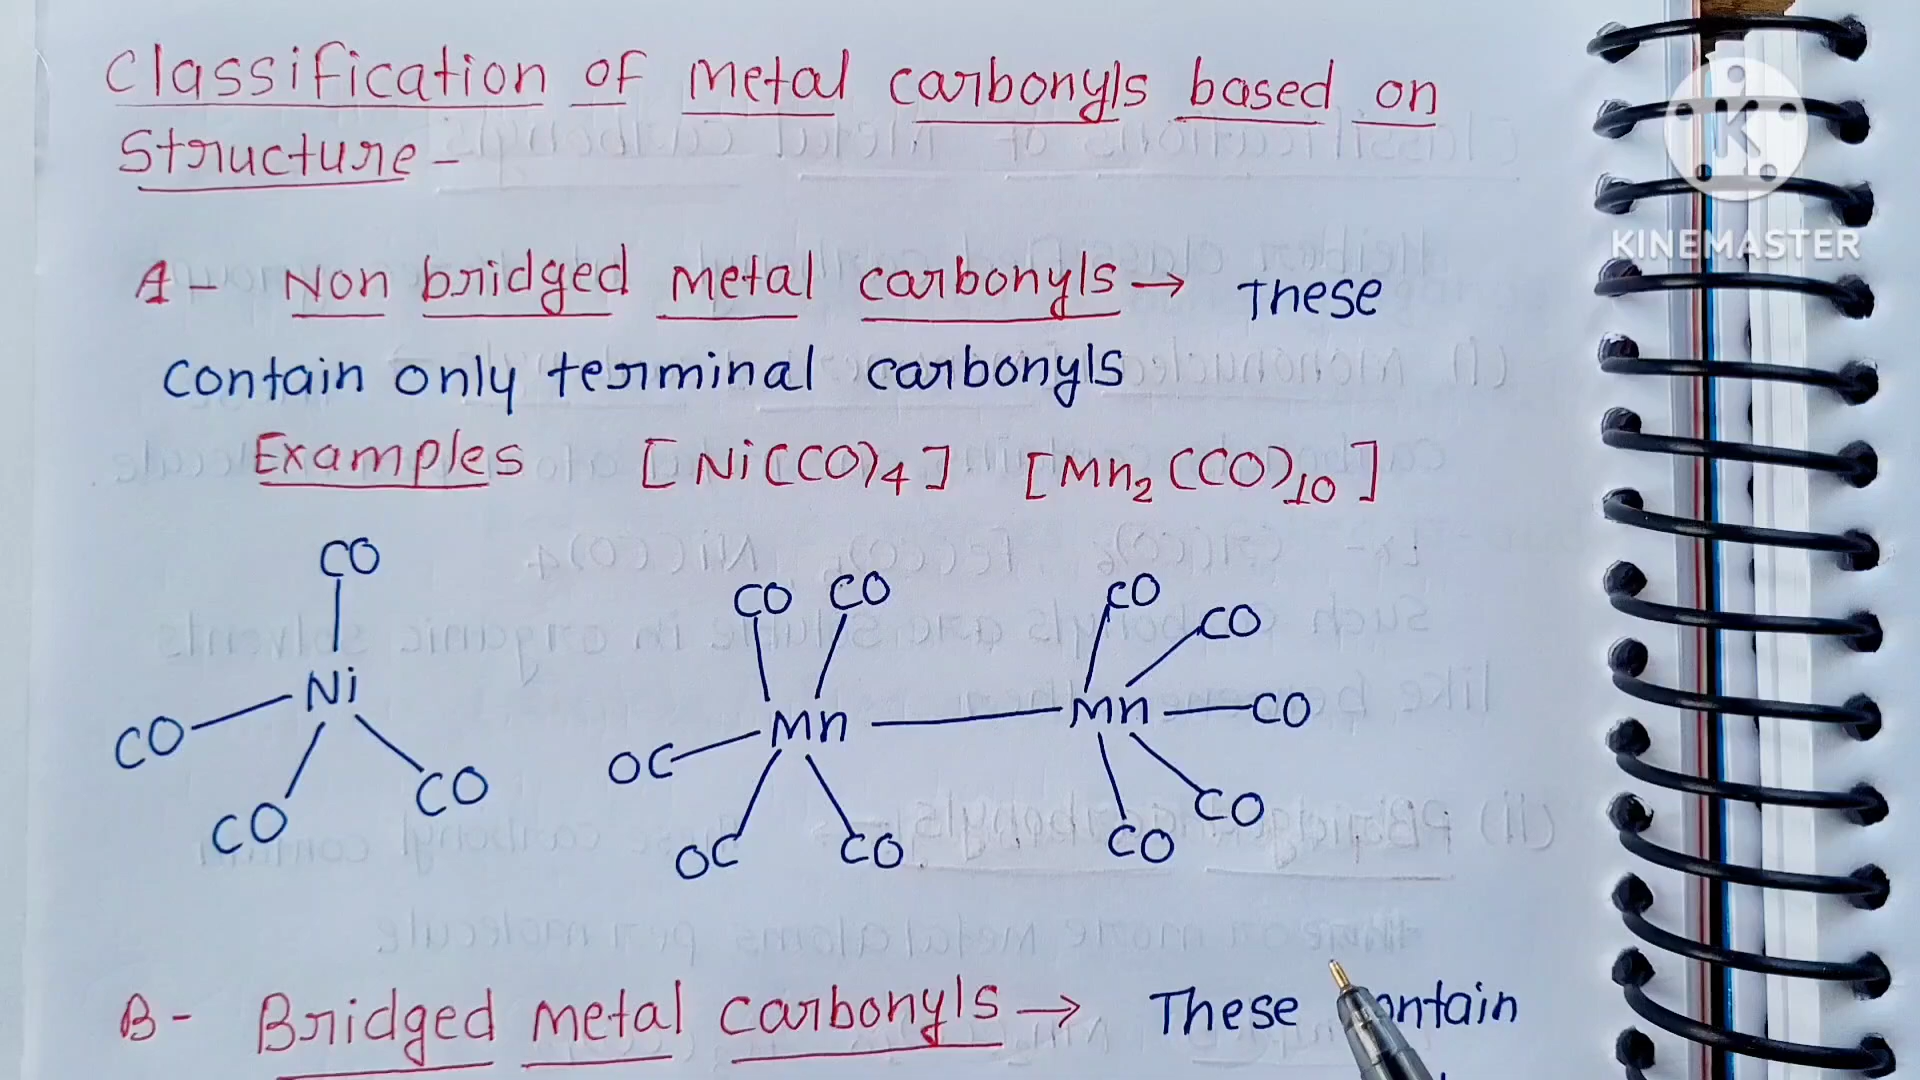 Classification of Metal carbonyls based on
Structure -
A - Non bridged metal carbonyls → These
contain only terminal carbonyls
Examples [Ni(CO)4] [Mn2(CO)10]
CO
CO CO CO CO
Ni
CO Mn Mn CO
OC
CO CO
CO OC CO CO
B - Bridged metal carbonyls → These contain
KINEMASTER